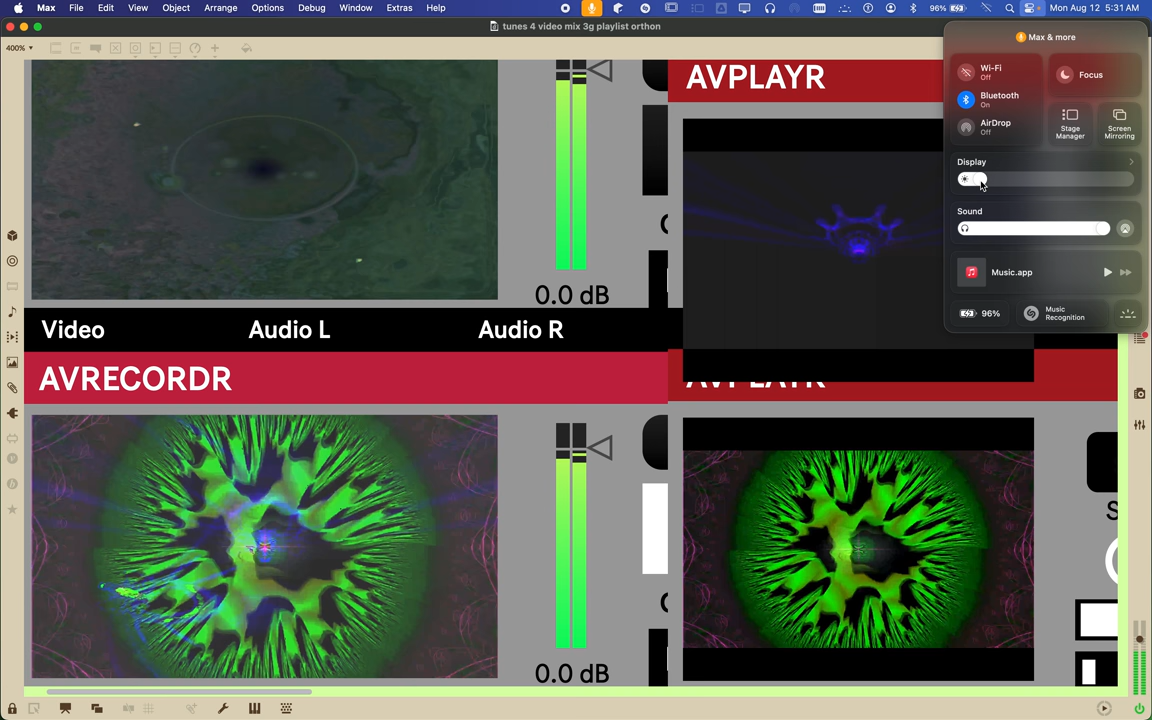 Max File Edit View Object Arrange Options Debug Window Extras Help 96% Mon Aug 12 5:31 AM
tunes 4 video mix 3g playlist orthon
400%
Max & more
Wi-Fi
Off
Bluetooth
On
AirDrop
Off
Focus
Stage
Manager
Screen
Mirroring
Display
Sound
Music.app
96%
Music
Recognition
AVPLAYR
0.0 dB
Video Audio L Audio R
AVRECORDR
AVPLAYR
0.0 dB